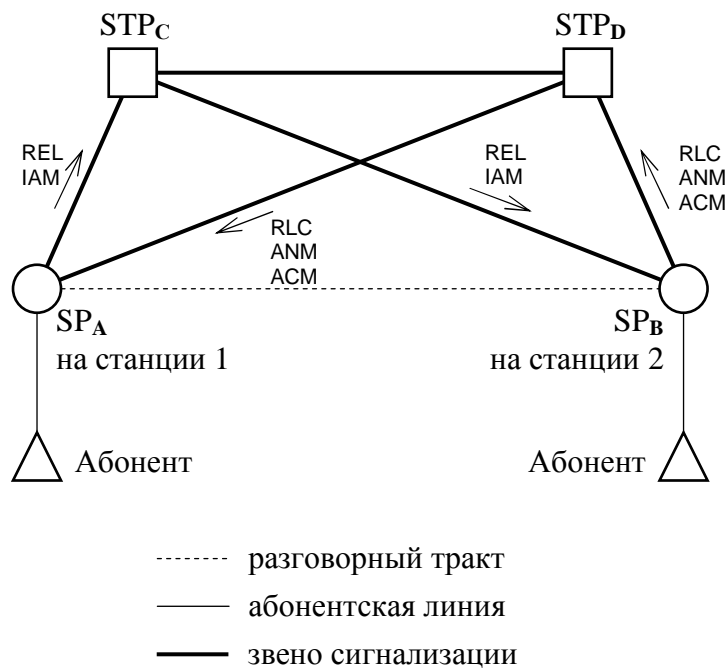 STPC
STPD
REL
IAM
REL
IAM
RLC
ANM
ACM
RLC
ANM
ACM
SPA
на станции 1
SPB
на станции 2
Абонент
Абонент
разговорный тракт
абонентская линия
звено сигнализации